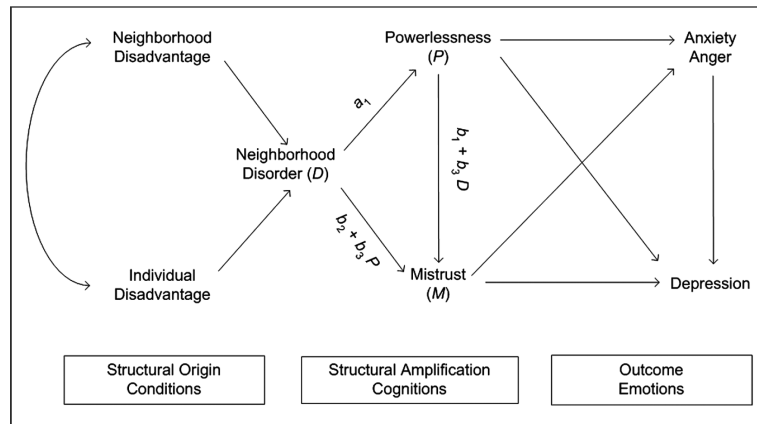 Neighborhood
Disadvantage
Powerlessness
(P)
Anxiety
Anger
a₁
Neighborhood
Disorder (D)
b₁ + b₃ D
b₂ + b₃ P
Individual
Disadvantage
Mistrust
(M)
Depression
Structural Origin
Conditions
Structural Amplification
Cognitions
Outcome
Emotions